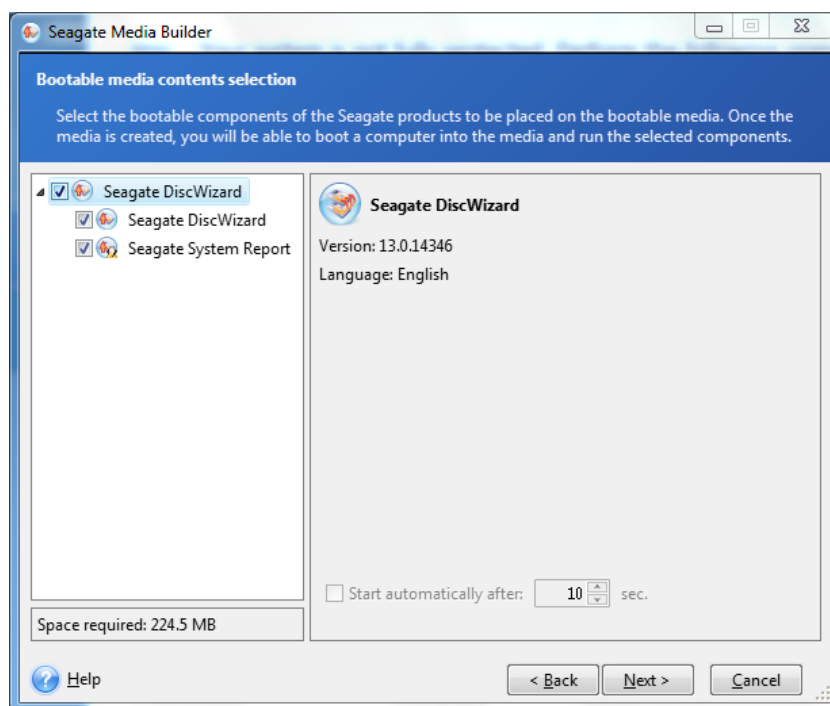 Seagate Media Builder
Bootable media contents selection
Select the bootable components of the Seagate products to be placed on the bootable media. Once the
media is created, you will be able to boot a computer into the media and run the selected components.
Seagate DiscWizard
Seagate DiscWizard
Seagate System Report
Seagate DiscWizard
Version: 13.0.14346
Language: English
Start automatically after: 10 sec.
Space required: 224.5 MB
Help
< Back Next > Cancel